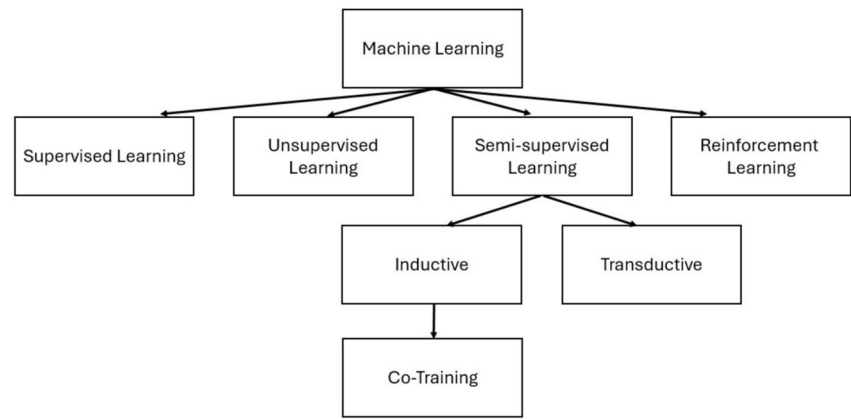 Machine Learning
Supervised Learning
Unsupervised
Learning
Semi-supervised
Learning
Reinforcement
Learning
Inductive
Transductive
Co-Training